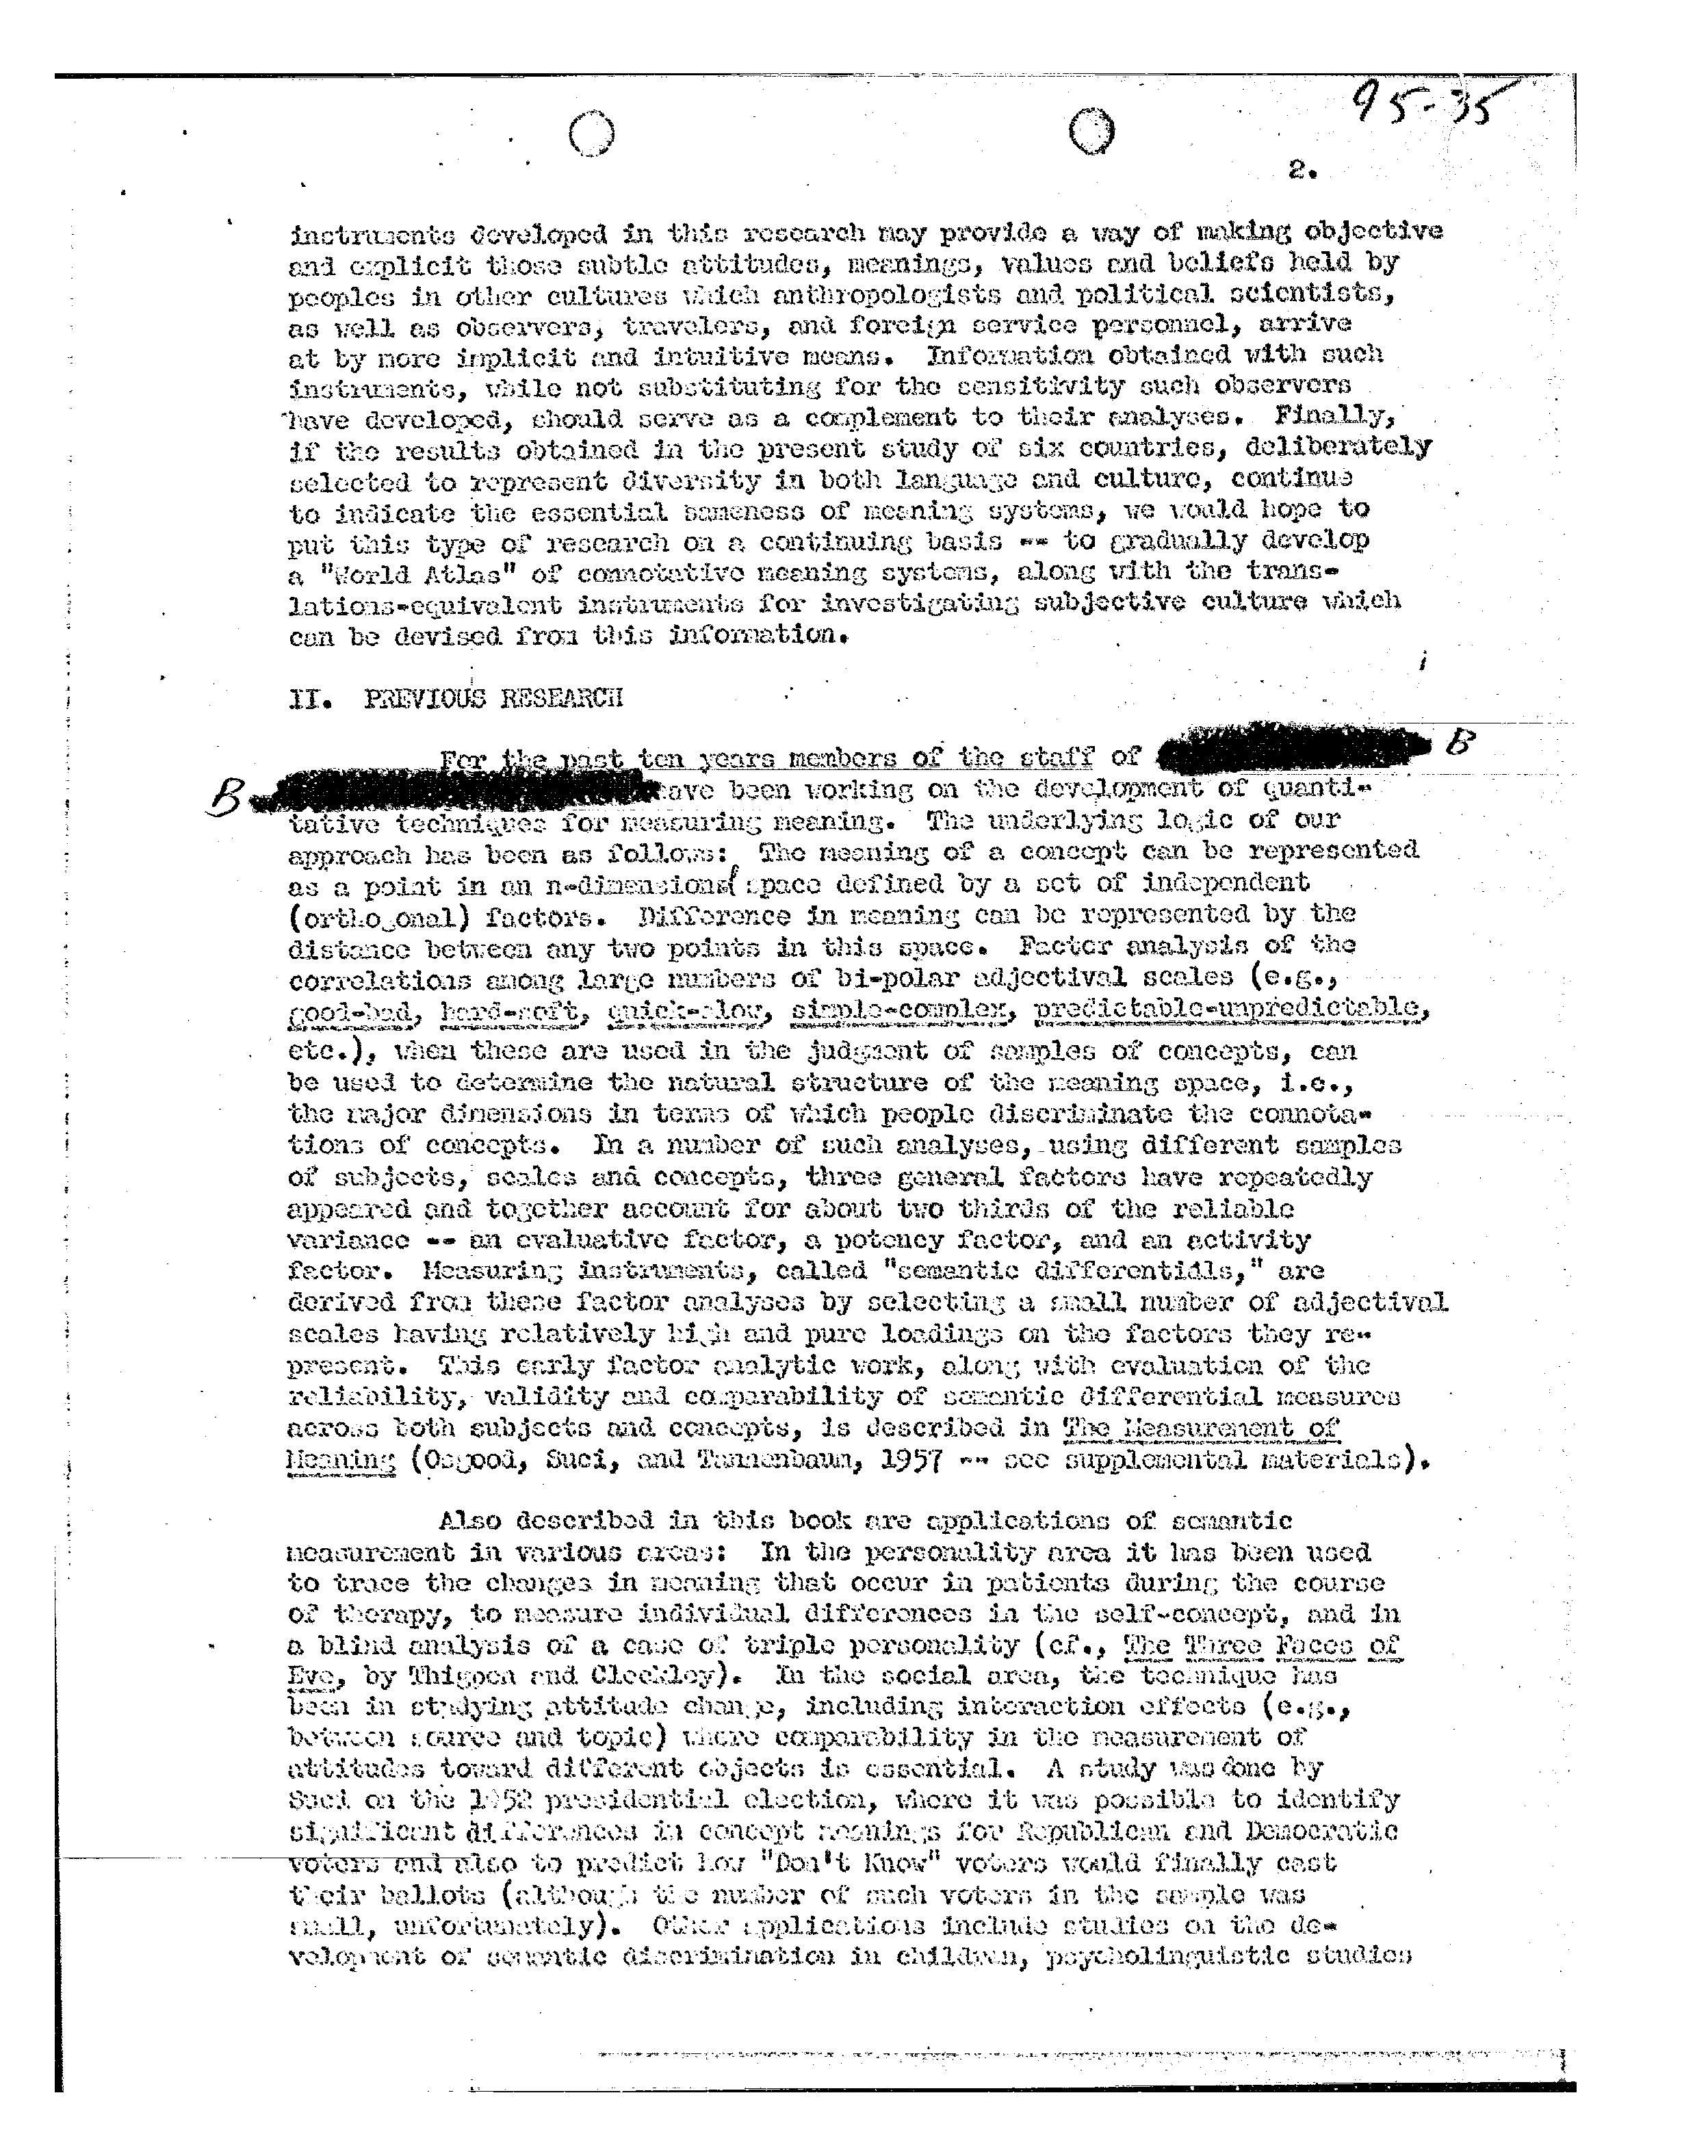 95-35
2.
instruments developed in this research may provide a way of making objective
and explicit those subtle attitudes, meanings, values and beliefs held by
peoples in other cultures which anthropologists and political scientists,
as well as observers, travelers, and foreign service personnel, arrive
at by more implicit and intuitive means. Information obtained with such
instruments, while not substituting for the sensitivity such observers
have developed, should serve as a complement to their analyses. Finally,
if the results obtained in the present study of six countries, deliberately
selected to represent diversity in both language and culture, continue
to indicate the essential sameness of meaning systems, we would hope to
put this type of research on a continuing basis -- to gradually develop
a "World Atlas" of connotative meaning systems, along with the trans-
lations-equivalent instruments for investigating subjective culture which
can be devised from this information.
II. PREVIOUS RESEARCH
For the past ten years members of the staff of B
B have been working on the development of quanti-
tative techniques for measuring meaning. The underlying logic of our
approach has been as follows: The meaning of a concept can be represented
as a point in an n-dimensional space defined by a set of independent
(orthogonal) factors. Difference in meaning can be represented by the
distance between any two points in this space. Factor analysis of the
correlations among large numbers of bi-polar adjectival scales (e.g.,
good-bad, hard-soft, quick-slow, simple-complex, predictable-unpredictable,
etc.), when these are used in the judgment of samples of concepts, can
be used to determine the natural structure of the meaning space, i.e.,
the major dimensions in terms of which people discriminate the connota-
tions of concepts. In a number of such analyses, using different samples
of subjects, scales and concepts, three general factors have repeatedly
appeared and together account for about two thirds of the reliable
variance -- an evaluative factor, a potency factor, and an activity
factor. Measuring instruments, called "semantic differentials," are
derived from these factor analyses by selecting a small number of adjectival
scales having relatively high and pure loadings on the factors they re-
present. This early factor analytic work, along with evaluation of the
reliability, validity and comparability of semantic differential measures
across both subjects and concepts, is described in The Measurement of
Meaning (Osgood, Suci, and Tannenbaum, 1957 -- see supplemental materials).
Also described in this book are applications of semantic
measurement in various areas: In the personality area it has been used
to trace the changes in meaning that occur in patients during the course
of therapy, to measure individual differences in the self-concept, and in
a blind analysis of a case of triple personality (cf., The Three Faces of
Eve, by Thigpen and Cleckley). In the social area, the technique has
been in studying attitude change, including interaction effects (e.g.,
between source and topic) where comparability in the measurement of
attitudes toward different objects is essential. A study was done by
Suci on the 1952 presidential election, where it was possible to identify
significant differences in concept meanings for Republican and Democratic
voters and also to predict how "Don't Know" voters would finally cast
their ballots (although the number of such voters in the sample was
small, unfortunately). Other applications include studies on the de-
velopment of semantic discrimination in children, psycholinguistic studies